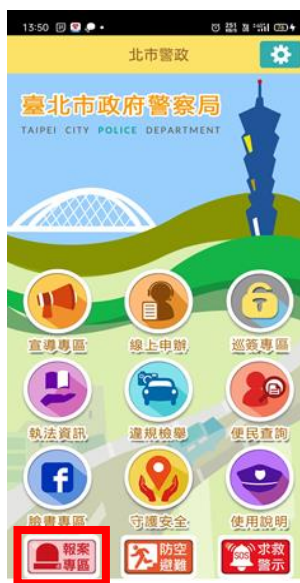 13:50
北市警政
臺北市政府警察局
TAIPEI CITY POLICE DEPARTMENT
宣導專區 線上申辦 巡簽專區
執法資訊 違規檢舉 便民查詢
臉書專區 守護安全 使用說明
報案
專區
防空
避難
SOS 求救
警示